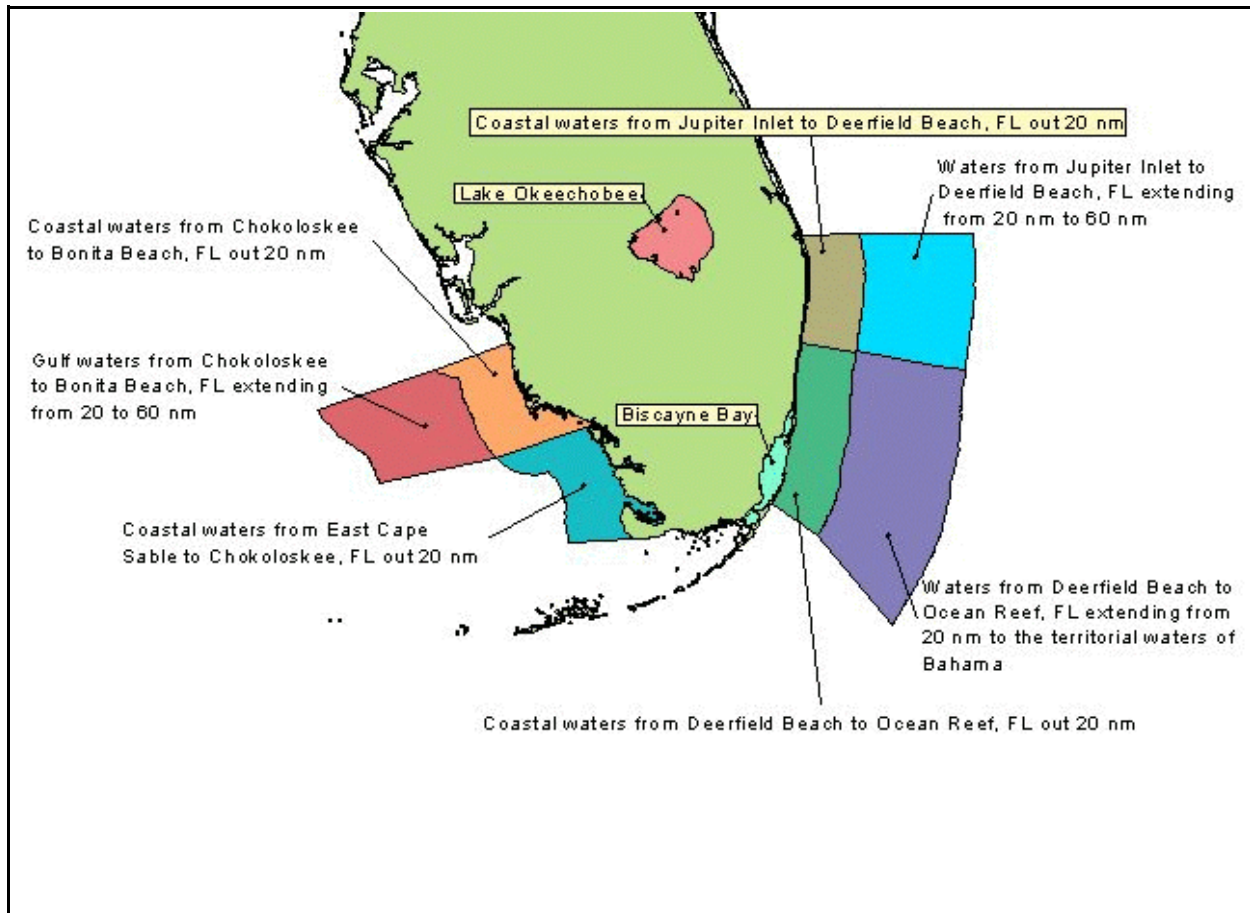 Coastal waters from Jupiter Inlet to Deerfield Beach, FL out 20 nm
Waters from Jupiter Inlet to
Deerfield Beach, FL extending
from 20 nm to 60 nm
Lake Okeechobee
Coastal waters from Chokoloskee
to Bonita Beach, FL out 20 nm
Gulf waters from Chokoloskee
to Bonita Beach, FL extending
from 20 to 60 nm
Biscayne Bay
Coastal waters from East Cape
Sable to Chokoloskee, FL out 20 nm
Waters from Deerfield Beach to
Ocean Reef, FL extending from
20 nm to the territorial waters of
Bahama
Coastal waters from Deerfield Beach to Ocean Reef, FL out 20 nm